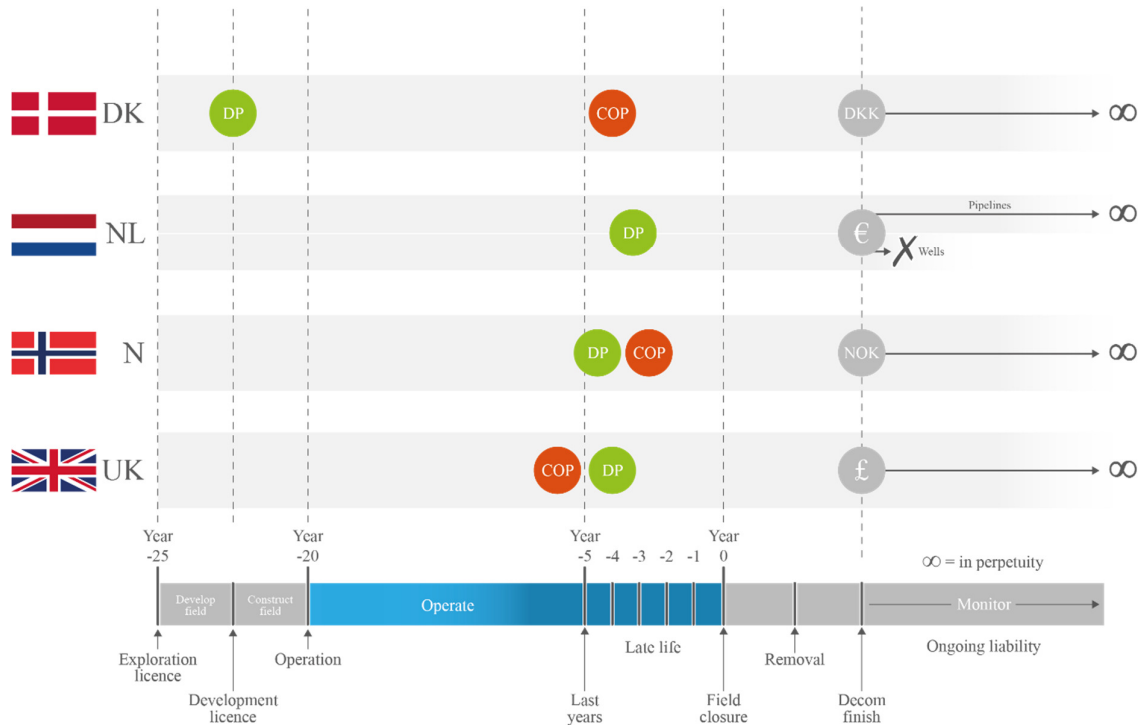 DK
DP
COP
DKK
∞
NL
DP
€
Pipelines
∞
X Wells
N
DP
COP
NOK
∞
UK
COP
DP
£
∞
Year
-25
Year
-20
Year
-5
-4
-3
-2
-1
Year
0
∞ = in perpetuity
Develop
field
Construct
field
Operate
Monitor
Exploration
licence
Development
licence
Operation
Last
years
Late life
Field
closure
Removal
Decom
finish
Ongoing liability